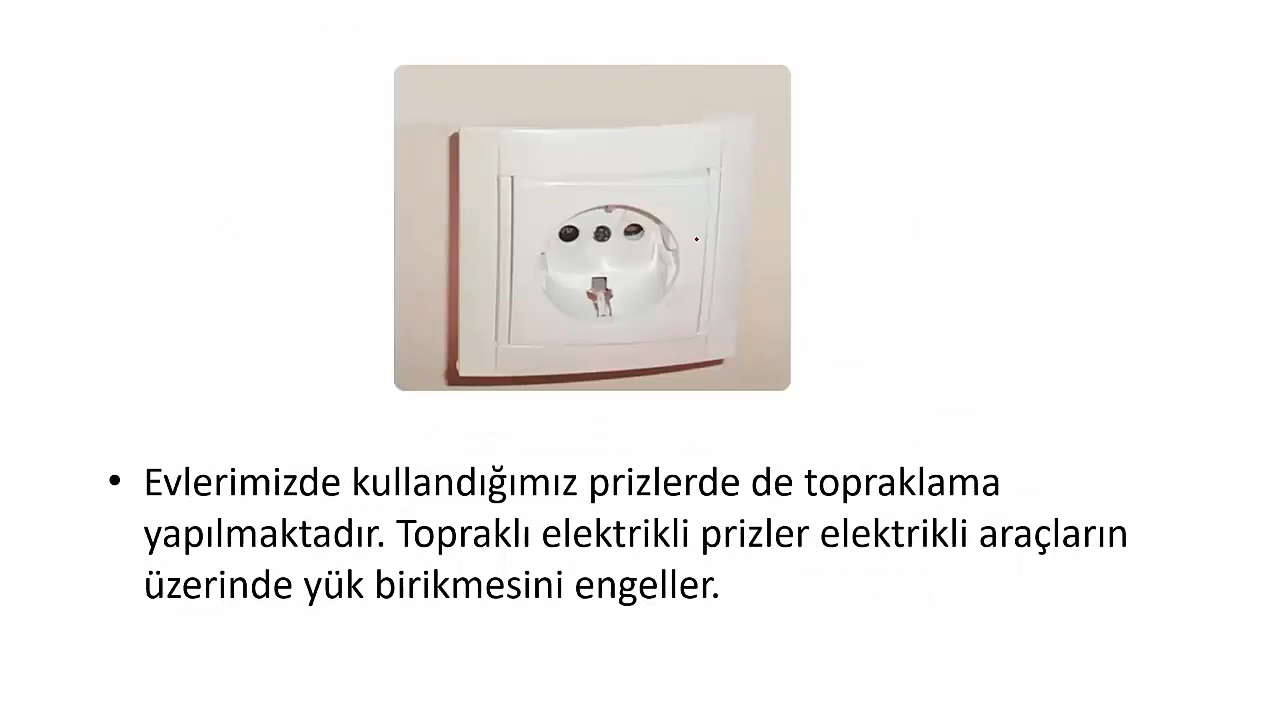 • Evlerimizde kullandığımız prizlerde de topraklama
yapılmaktadır. Topraklı elektrikli prizler elektrikli araçların
üzerinde yük birikmesini engeller.